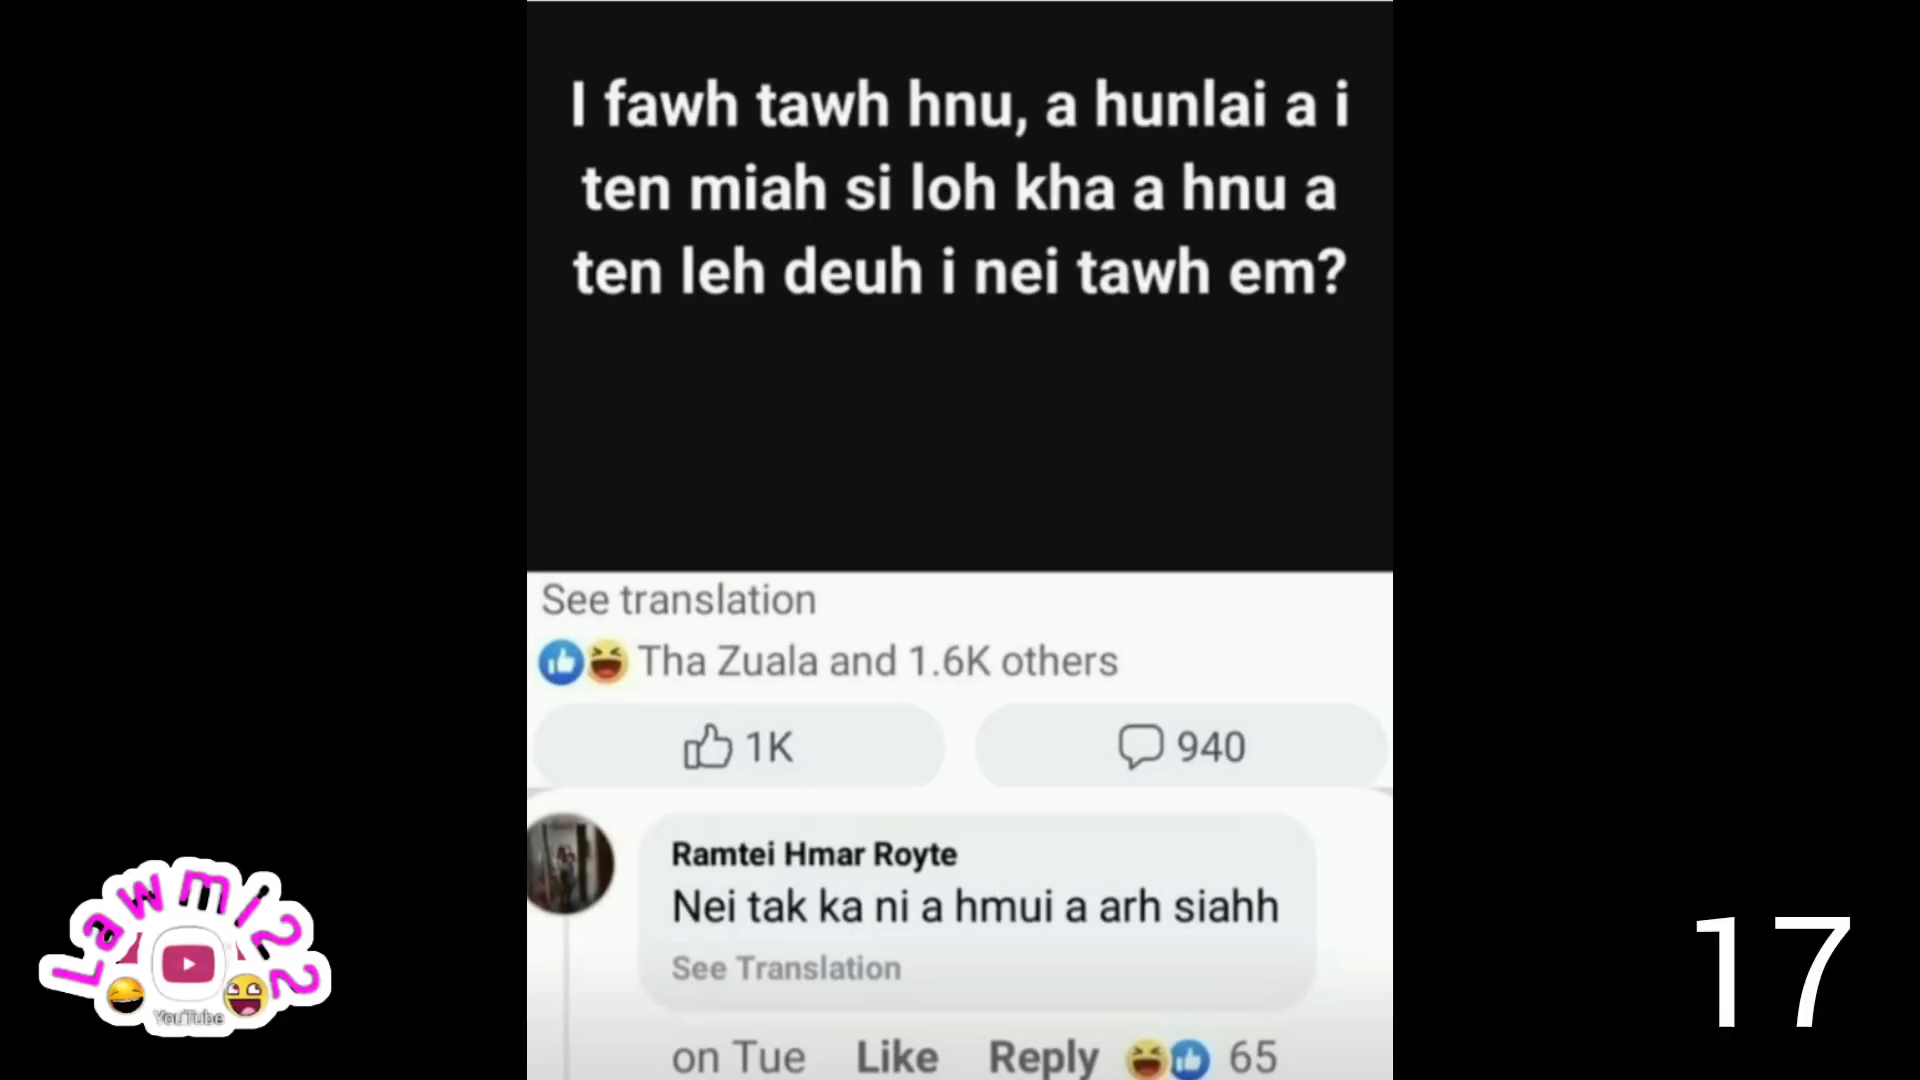 I fawh tawh hnu, a hunlai a i
ten miah si loh kha a hnu a
ten leh deuh i nei tawh em?
See translation
Tha Zuala and 1.6K others
1K
940
Ramtei Hmar Royte
Nei tak ka ni a hmui a arh siahh
See Translation
on Tue Like Reply 65
Lawmi22
YouTube
17